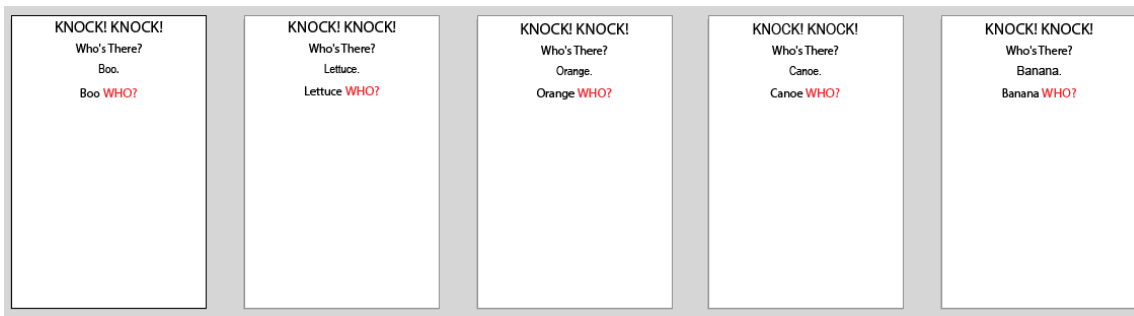 KNOCK! KNOCK!
Who's There?
Boo.
Boo WHO?
KNOCK! KNOCK!
Who's There?
Lettuce.
Lettuce WHO?
KNOCK! KNOCK!
Who's There?
Orange.
Orange WHO?
KNOCK! KNOCK!
Who's There?
Canoe.
Canoe WHO?
KNOCK! KNOCK!
Who's There?
Banana.
Banana WHO?